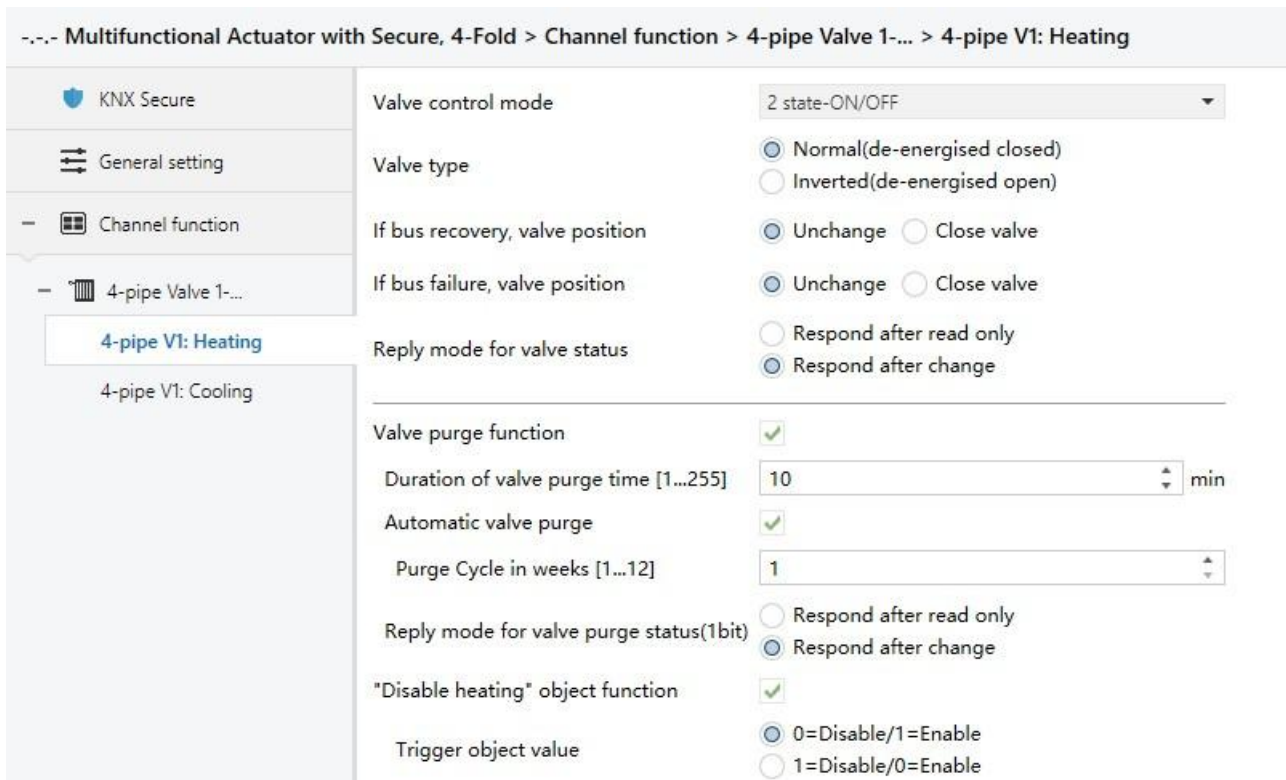 -.-.- Multifunctional Actuator with Secure, 4-Fold > Channel function > 4-pipe Valve 1-... > 4-pipe V1: Heating
KNX Secure
General setting
Channel function
4-pipe Valve 1-...
4-pipe V1: Heating
4-pipe V1: Cooling
Valve control mode 2 state-ON/OFF
Valve type Normal(de-energised closed)
Inverted(de-energised open)
If bus recovery, valve position Unchange Close valve
If bus failure, valve position Unchange Close valve
Reply mode for valve status Respond after read only
Respond after change
Valve purge function
Duration of valve purge time [1...255] 10 min
Automatic valve purge
Purge Cycle in weeks [1...12] 1
Reply mode for valve purge status(1bit) Respond after read only
Respond after change
"Disable heating" object function
Trigger object value 0=Disable/1=Enable
1=Disable/0=Enable